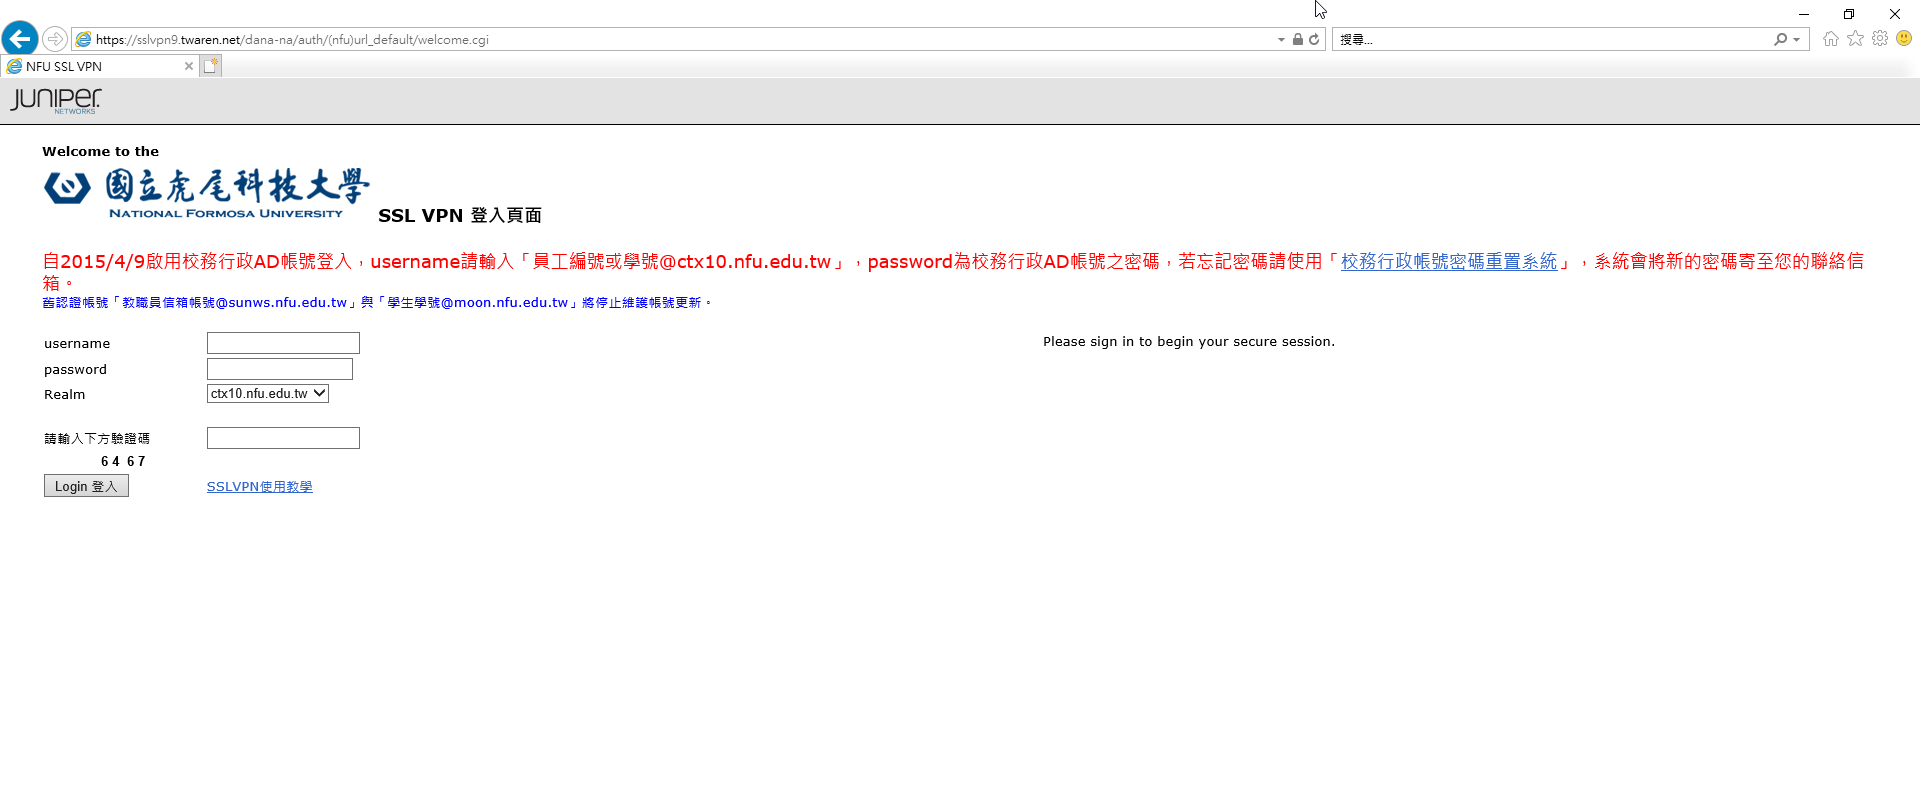 https://sslvpn9.twaren.net/dana-na/auth/(nfu)url_default/welcome.cgi
搜尋...
NFU SSL VPN
Juniper
NETWORKS
Welcome to the
國立虎尾科技大學
NATIONAL FORMOSA UNIVERSITY
SSL VPN 登入頁面
自2015/4/9啟用校務行政AD帳號登入，username請輸入「員工編號或學號@ctx10.nfu.edu.tw」，password為校務行政AD帳號之密碼，若忘記密碼請使用「校務行政帳號密碼重置系統」，系統會將新的密碼寄至您的聯絡信
箱。
舊認證帳號「教職員信箱帳號@sunws.nfu.edu.tw」與「學生學號@moon.nfu.edu.tw」將停止維護帳號更新。
username
Please sign in to begin your secure session.
password
Realm
ctx10.nfu.edu.tw
請輸入下方驗證碼
6 4 6 7
Login 登入
SSLVPN使用教學